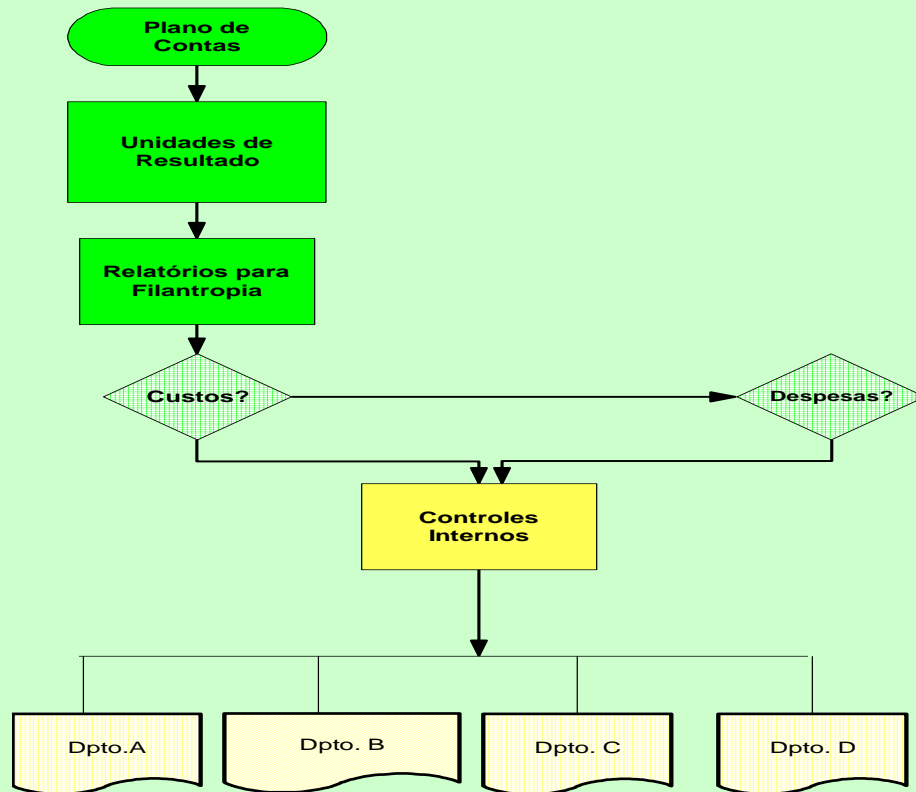 Plano de
Contas
Unidades de
Resultado
Relatórios para
Filantropia
Custos?
Despesas?
Controles
Internos
Dpto.A
Dpto. B
Dpto. C
Dpto. D